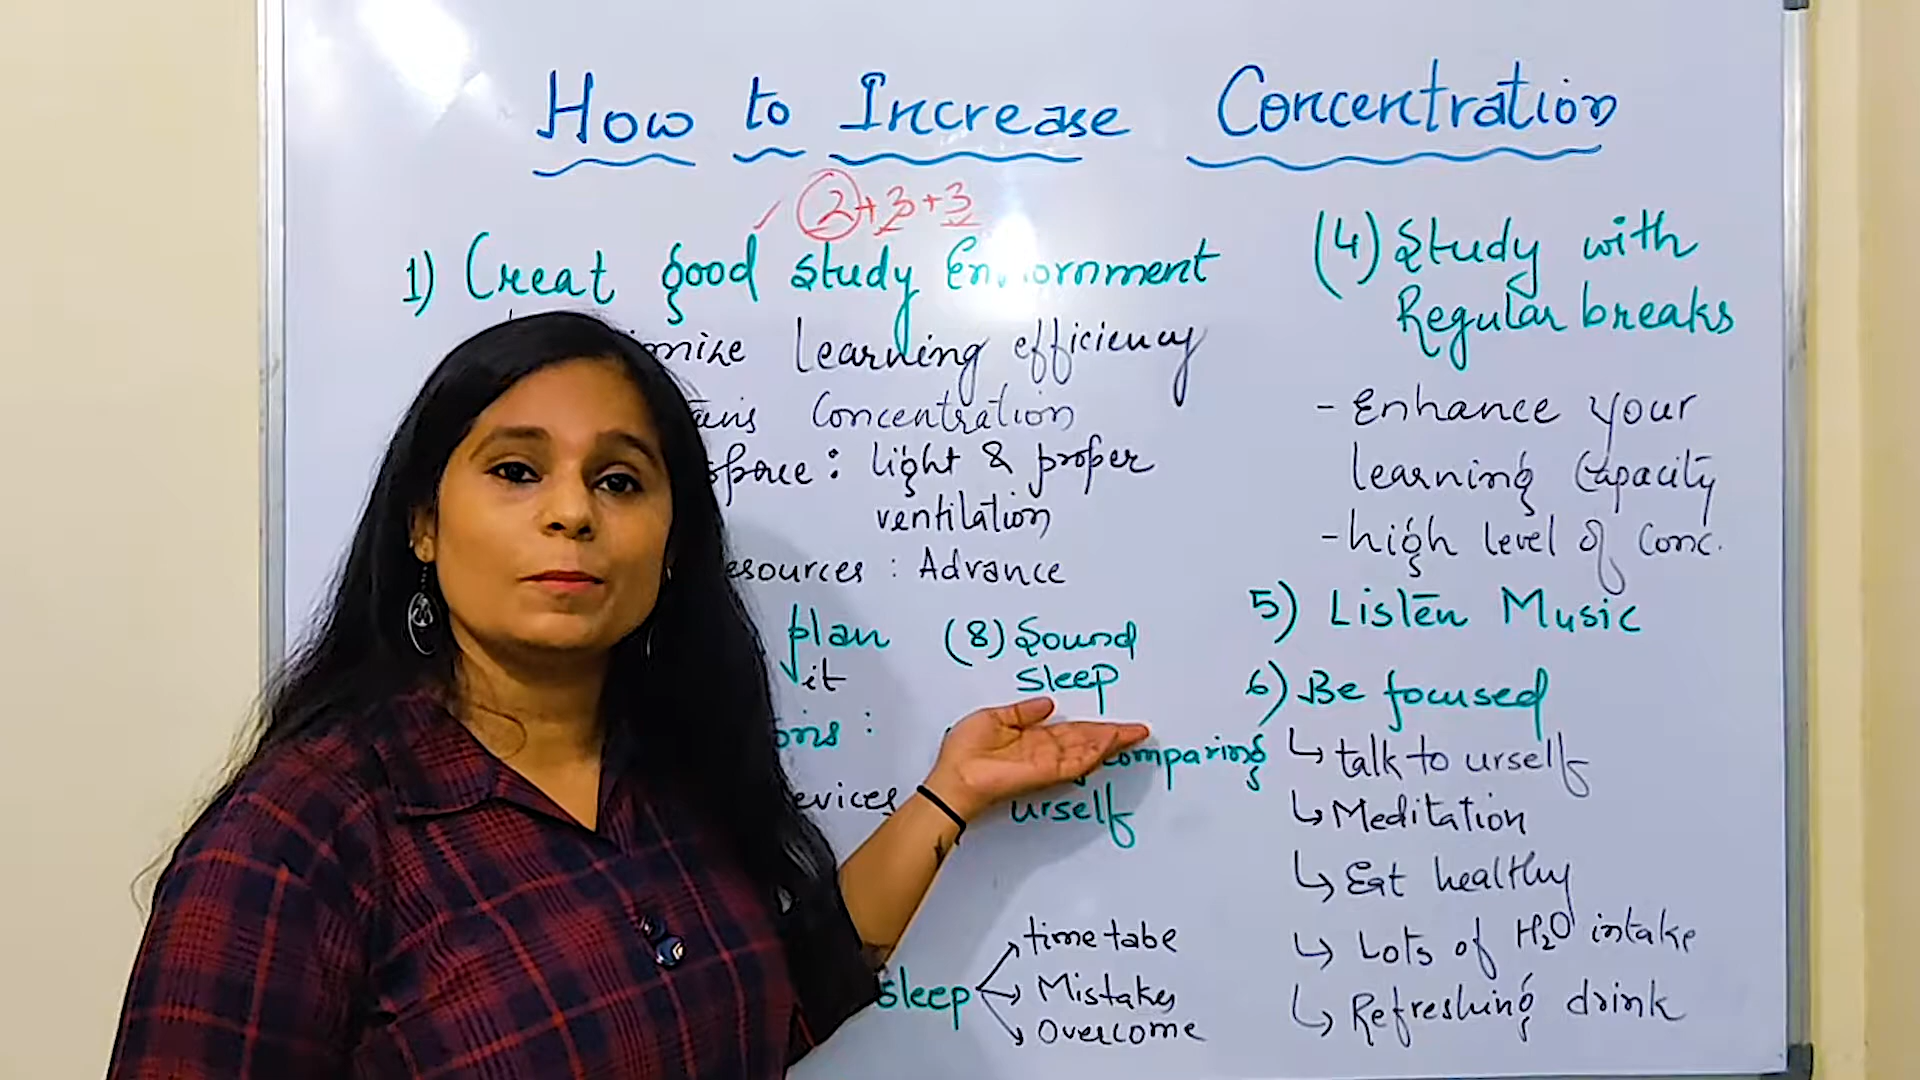 How to Increase Concentration
2+3+3
1) Creat good study
learning efficiency
Concentration
space: light & proper
ventilation
: Advance
plan
it
(8) Sound
sleep
urself
sleep
time tabe
Mistakes
Overcome
(4) Study with
Regular breaks
- Enhance your
learning Capacity
- high level of Conc.
5) Listen Music
6) Be focused
↳ talk to urself
↳ Meditation
↳ Eat healthy
↳ Lots of H₂O intake
↳ Refreshing drink